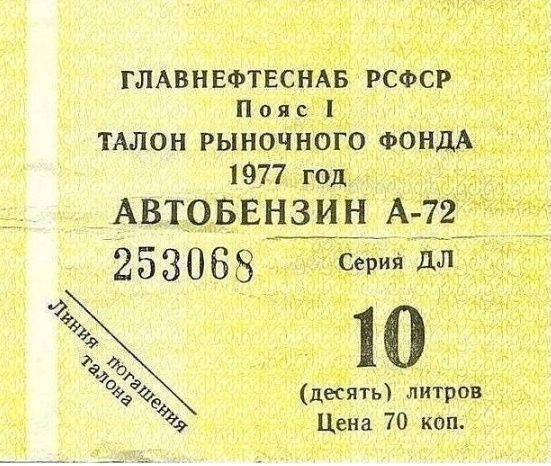 ГЛАВНЕФТЕСНАБ РСФСР
Пояс I
ТАЛОН РЫНОЧНОГО ФОНДА
1977 год
АВТОБЕНЗИН А-72
253068 Серия ДЛ
Линия погашения
талона
10
(десять) литров
Цена 70 коп.